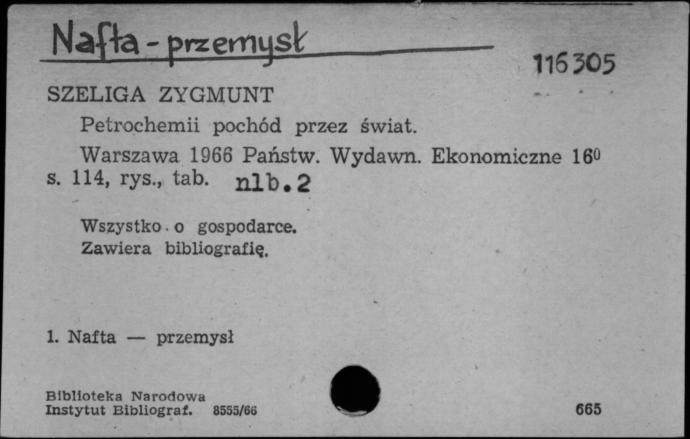 Nafta - przemysł
116305
SZELIGA ZYGMUNT
Petrochemii pochód przez świat.
Warszawa 1966 Państw. Wydawn. Ekonomiczne 16⁰
s. 114, rys., tab. nlb. 2
Wszystko o gospodarce.
Zawiera bibliografię.
1. Nafta — przemysł
Biblioteka Narodowa
Instytut Bibliograf. 8555/66
665